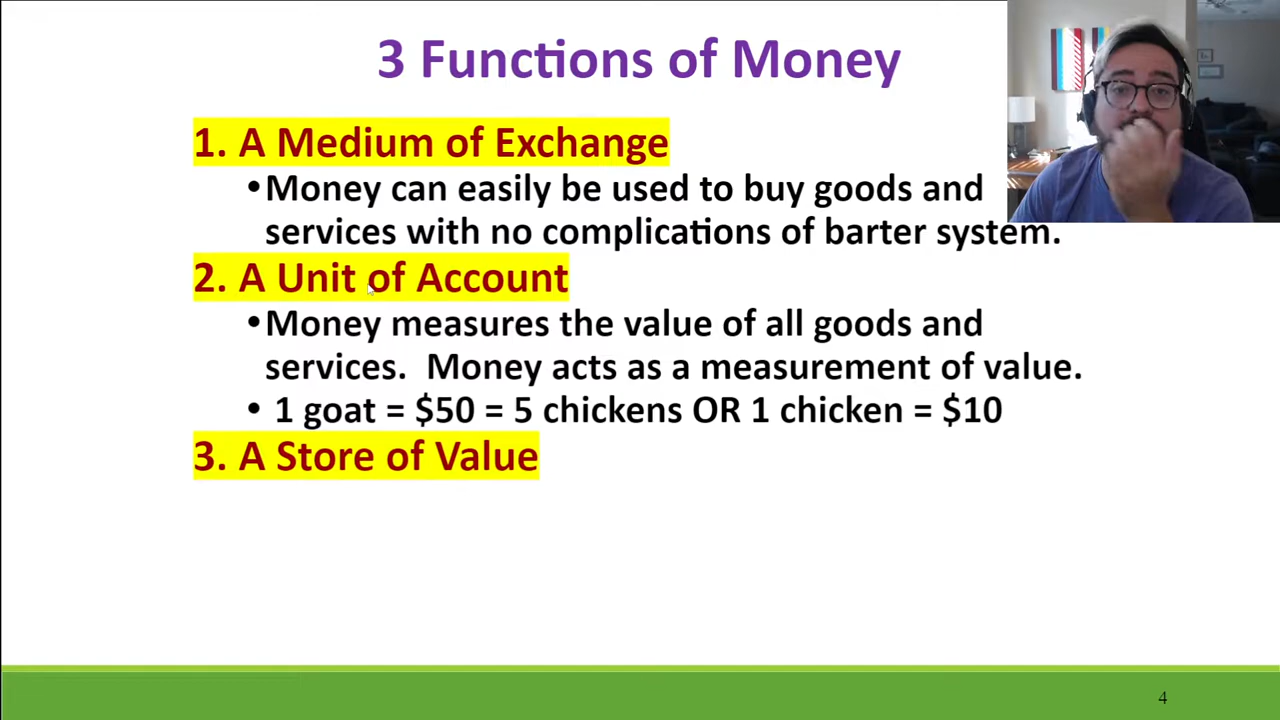 3 Functions of Money
1. A Medium of Exchange
•Money can easily be used to buy goods and
services with no complications of barter system.
2. A Unit of Account
•Money measures the value of all goods and
services.  Money acts as a measurement of value.
• 1 goat = $50 = 5 chickens OR 1 chicken = $10
3. A Store of Value
4